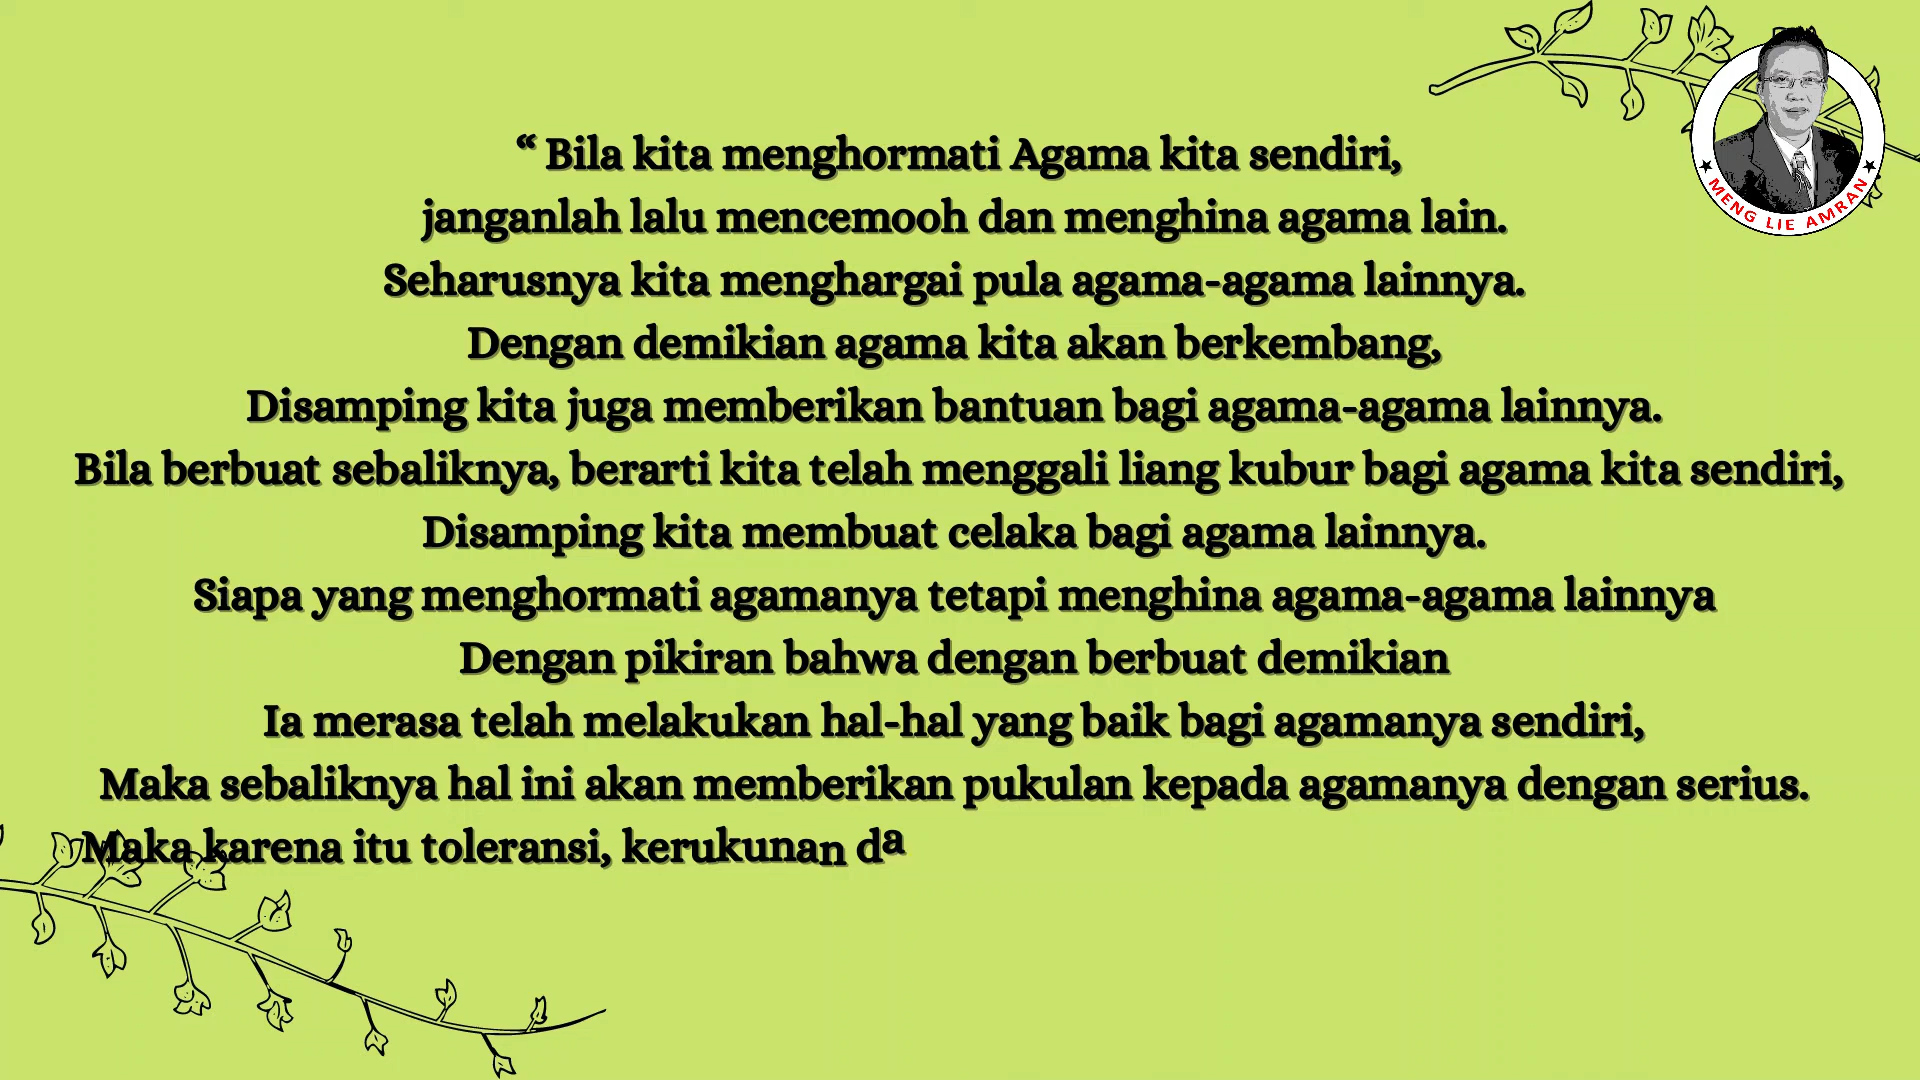 “ Bila kita menghormati Agama kita sendiri,
janganlah lalu mencemooh dan menghina agama lain.
Seharusnya kita menghargai pula agama-agama lainnya.
Dengan demikian agama kita akan berkembang,
Disamping kita juga memberikan bantuan bagi agama-agama lainnya.
Bila berbuat sebaliknya, berarti kita telah menggali liang kubur bagi agama kita sendiri,
Disamping kita membuat celaka bagi agama lainnya.
Siapa yang menghormati agamanya tetapi menghina agama-agama lainnya
Dengan pikiran bahwa dengan berbuat demikian
Ia merasa telah melakukan hal-hal yang baik bagi agamanya sendiri,
Maka sebaliknya hal ini akan memberikan pukulan kepada agamanya dengan serius.
Maka karena itu toleransi, kerukunan da
MENG LIE AMRAN